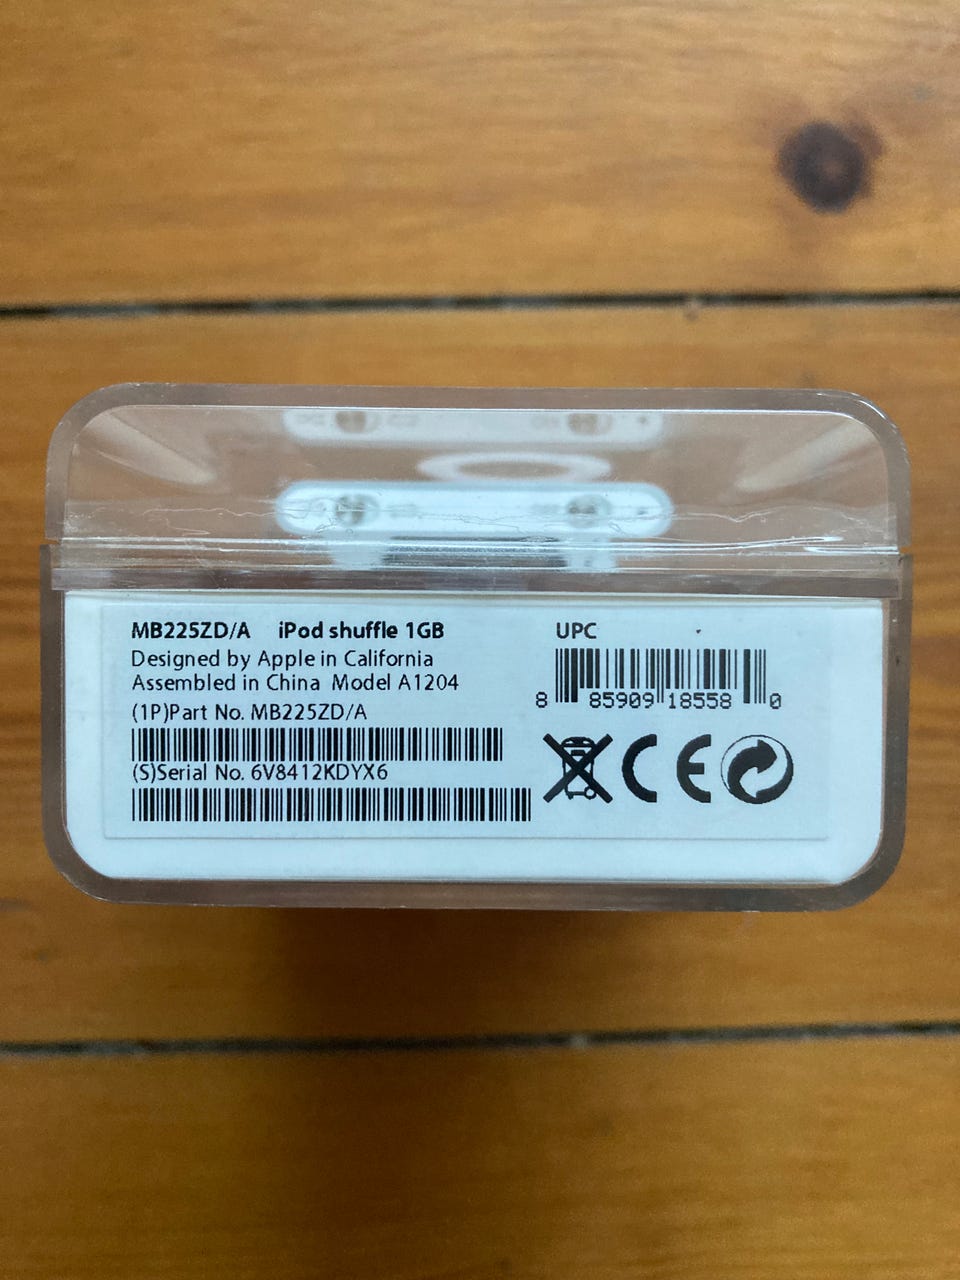 MB225ZD/A iPod shuffle 1GB
Designed by Apple in California
Assembled in China Model A1204
(1P)Part No. MB225ZD/A
(S)Serial No. 6V8412KDYX6
UPC
8 85909 18558 0
CE